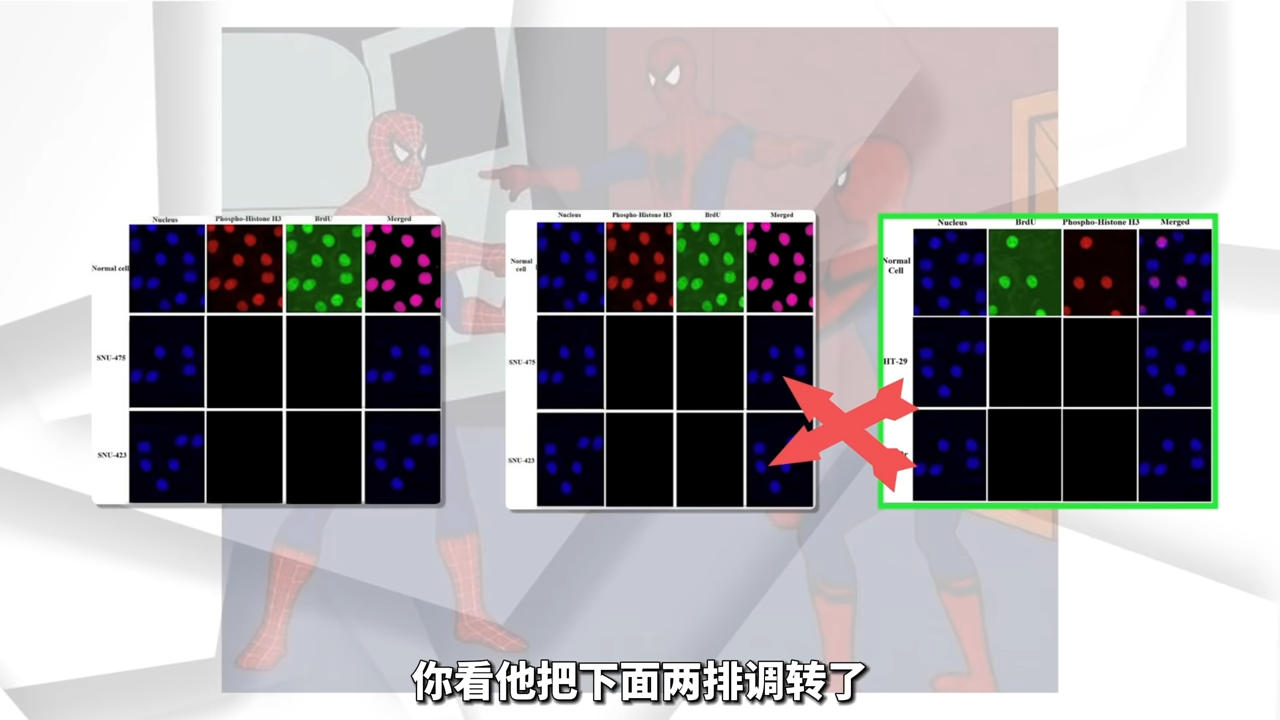 Nucleus Phospho-Histone H3 BrdU Merged
Normal cell
SNU-475
SNU-423
Nucleus Phospho-Histone H3 BrdU Merged
Normal
cell
SNU-475
SNU-423
Nucleus BrdU Phospho-Histone H3 Merged
Normal
Cell
HT-29
你看他把下面两排调转了